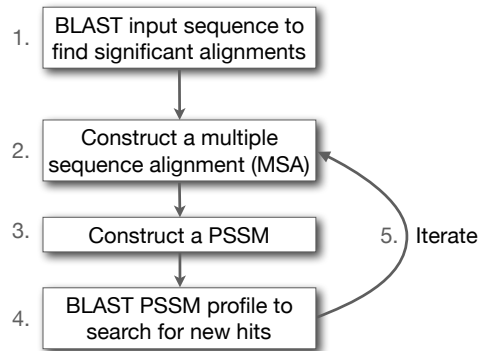 1. BLAST input sequence to
find significant alignments
2. Construct a multiple
sequence alignment (MSA)
3. Construct a PSSM
4. BLAST PSSM profile to
search for new hits
5. Iterate